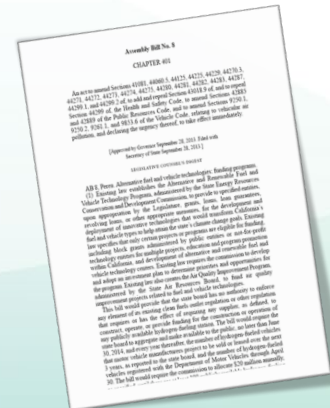 Assembly Bill No. 8
CHAPTER 401
An act to amend Sections 41081, 44060.5, 44125, 44225, 44229, 44270.3,
44271, 44272, 44273, 44274, 44275, 44280, 44281, 44282, 44283, 44287,
44299.1, and 44299.2 of, to add and repeal Section 43018.9 of, and to repeal
Section 44299 of, the Health and Safety Code, to amend Sections 42885
and 42889 of the Public Resources Code, and to amend Sections 9250.1,
9250.2, 9261.1, and 9853.6 of the Vehicle Code, relating to vehicular air
pollution, and declaring the urgency thereof, to take effect immediately.
[Approved by Governor September 28, 2013. Filed with
Secretary of State September 28, 2013.]
LEGISLATIVE COUNSEL'S DIGEST
AB 8, Perea. Alternative fuel and vehicle technologies: funding programs.
(1) Existing law establishes the Alternative and Renewable Fuel and
Vehicle Technology Program, administered by the State Energy Resources
Conservation and Development Commission, to provide to specified entities,
upon appropriation by the Legislature, grants, loans, loan guarantees,
revolving loans, or other appropriate measures, for the development and
deployment of innovative technologies that would transform California's
fuel and vehicle types to help attain the state's climate change goals. Existing
law specifies that only certain projects or programs are eligible for funding,
including block grants administered by public entities or not-for-profit
technology entities for multiple projects, education and program promotion
within California, and development of alternative and renewable fuel and
vehicle technology centers. Existing law requires the commission to develop
and adopt an investment plan to determine priorities and opportunities for
the program. Existing law also creates the Air Quality Improvement Program,
administered by the State Air Resources Board, to fund air quality
improvement projects related to fuel and vehicle technologies.
This bill would provide that the state board has no authority to enforce
any element of its existing clean fuels outlet regulation or other regulation
that requires or has the effect of requiring any supplier, as defined, to
construct, operate, or provide funding for the construction or operation of
any publicly available hydrogen-fueling station. The bill would require the
state board to aggregate and make available to the public, no later than June
30, 2014, and every year thereafter, the number of hydrogen-fueled vehicles
that motor vehicle manufacturers project to be sold or leased over the next
3 years, as reported to the state board, and the number of hydrogen-fueled
vehicles registered with the Department of Motor Vehicles through April
30. The bill would require the commission to allocate $20 million annually,